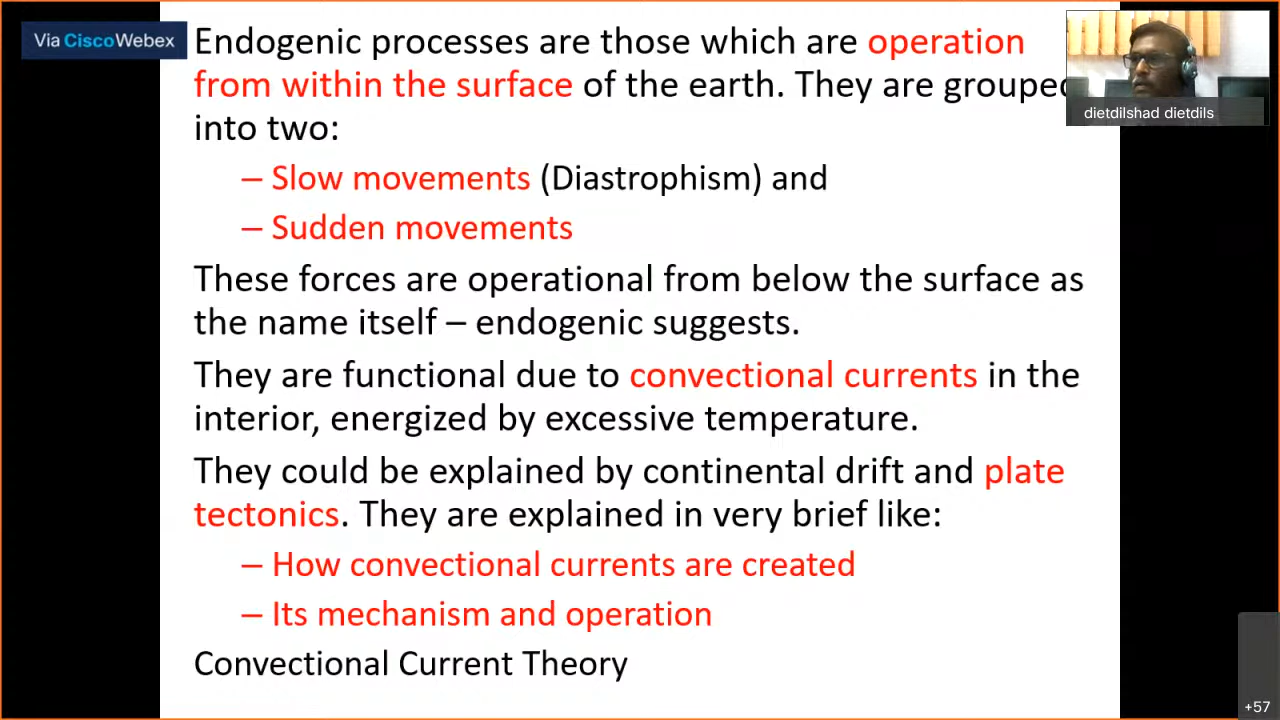 Via CiscoWebex
Endogenic processes are those which are operation
from within the surface of the earth. They are grouped
into two:
– Slow movements (Diastrophism) and
– Sudden movements
These forces are operational from below the surface as
the name itself – endogenic suggests.
They are functional due to convectional currents in the
interior, energized by excessive temperature.
They could be explained by continental drift and plate
tectonics. They are explained in very brief like:
– How convectional currents are created
– Its mechanism and operation
Convectional Current Theory
dietdilshad dietdils
+57